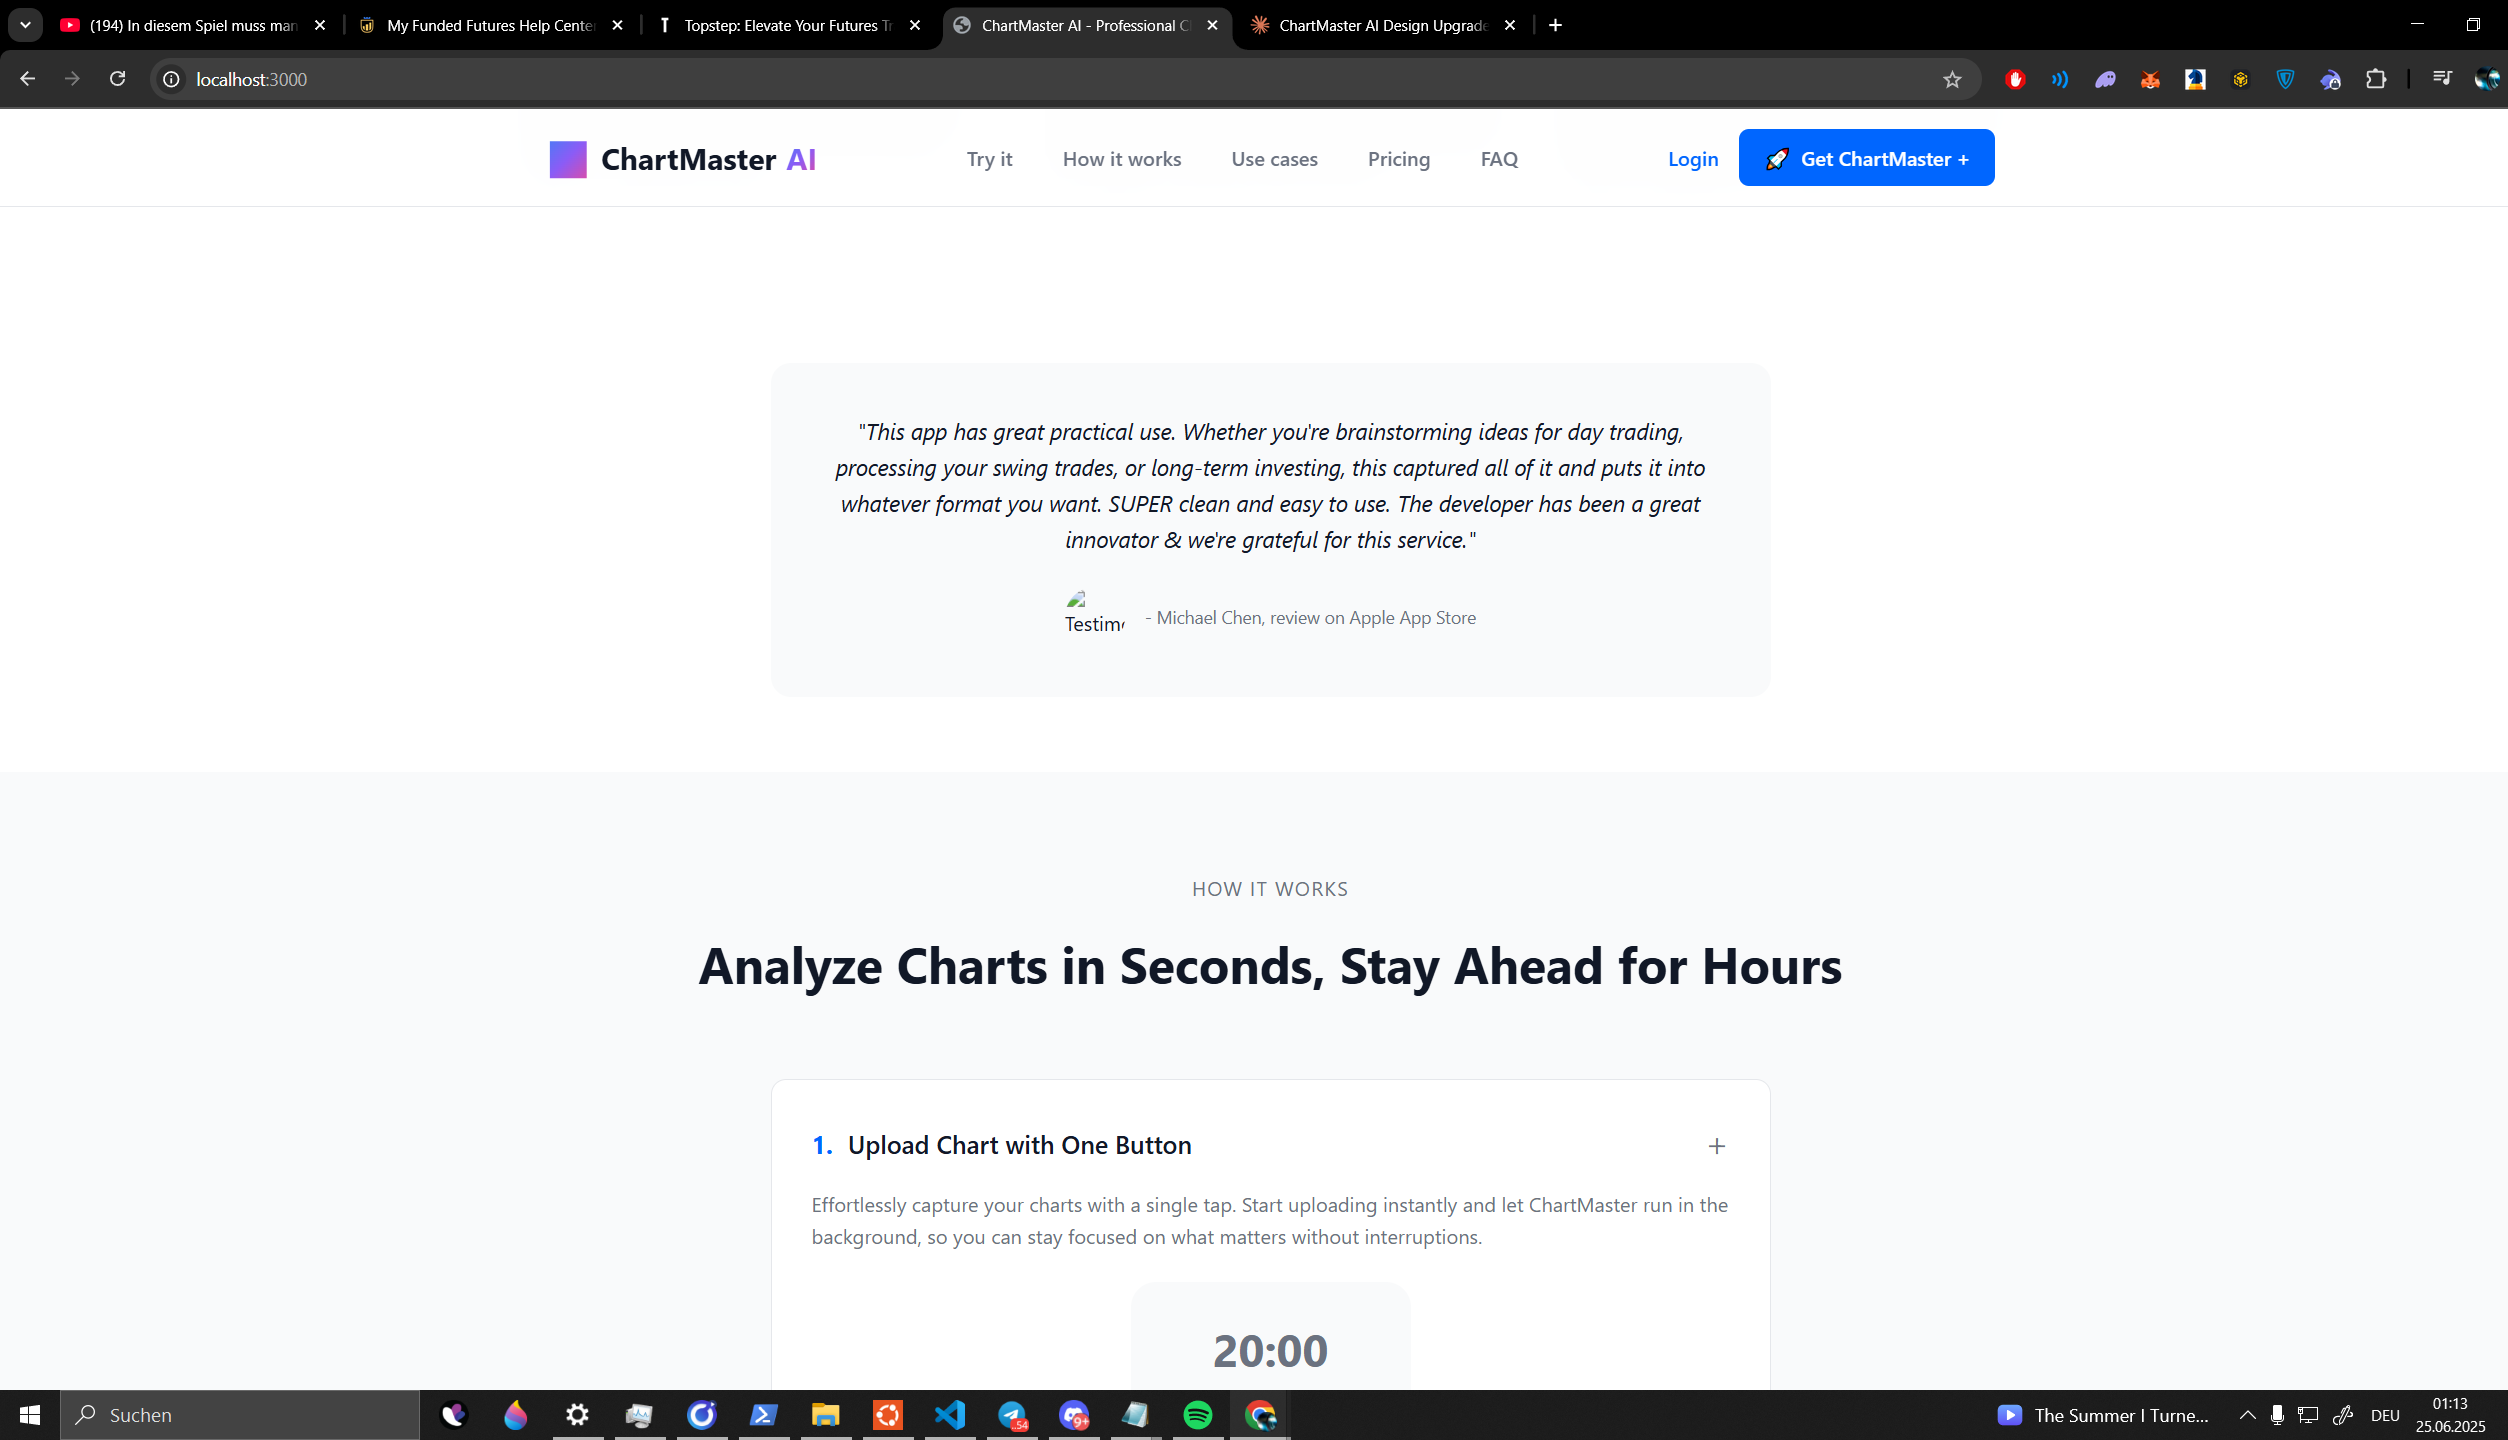 (194) In diesem Spiel muss man
My Funded Futures Help Center
Topstep: Elevate Your Futures Tr
ChartMaster AI - Professional C
ChartMaster AI Design Upgrade
localhost:3000
ChartMaster AI
Try it
How it works
Use cases
Pricing
FAQ
Login
🚀 Get ChartMaster +
"This app has great practical use. Whether you're brainstorming ideas for day trading,
processing your swing trades, or long-term investing, this captured all of it and puts it into
whatever format you want. SUPER clean and easy to use. The developer has been a great
innovator & we're grateful for this service."
Testim
- Michael Chen, review on Apple App Store
HOW IT WORKS
Analyze Charts in Seconds, Stay Ahead for Hours
1. Upload Chart with One Button
+
Effortlessly capture your charts with a single tap. Start uploading instantly and let ChartMaster run in the
background, so you can stay focused on what matters without interruptions.
20:00
Suchen
54
9+
The Summer I Turne...
DEU
01:13
25.06.2025